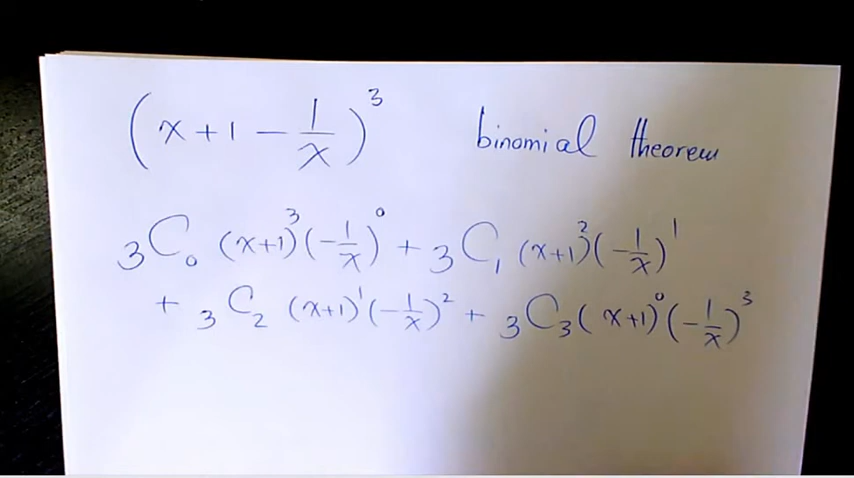 (x+1-1/x)³ binomial theorem
₃C₀ (x+1)³(-1/x)⁰ + ₃C₁ (x+1)²(-1/x)¹
+ ₃C₂ (x+1)¹(-1/x)² + ₃C₃(x+1)⁰(-1/x)³